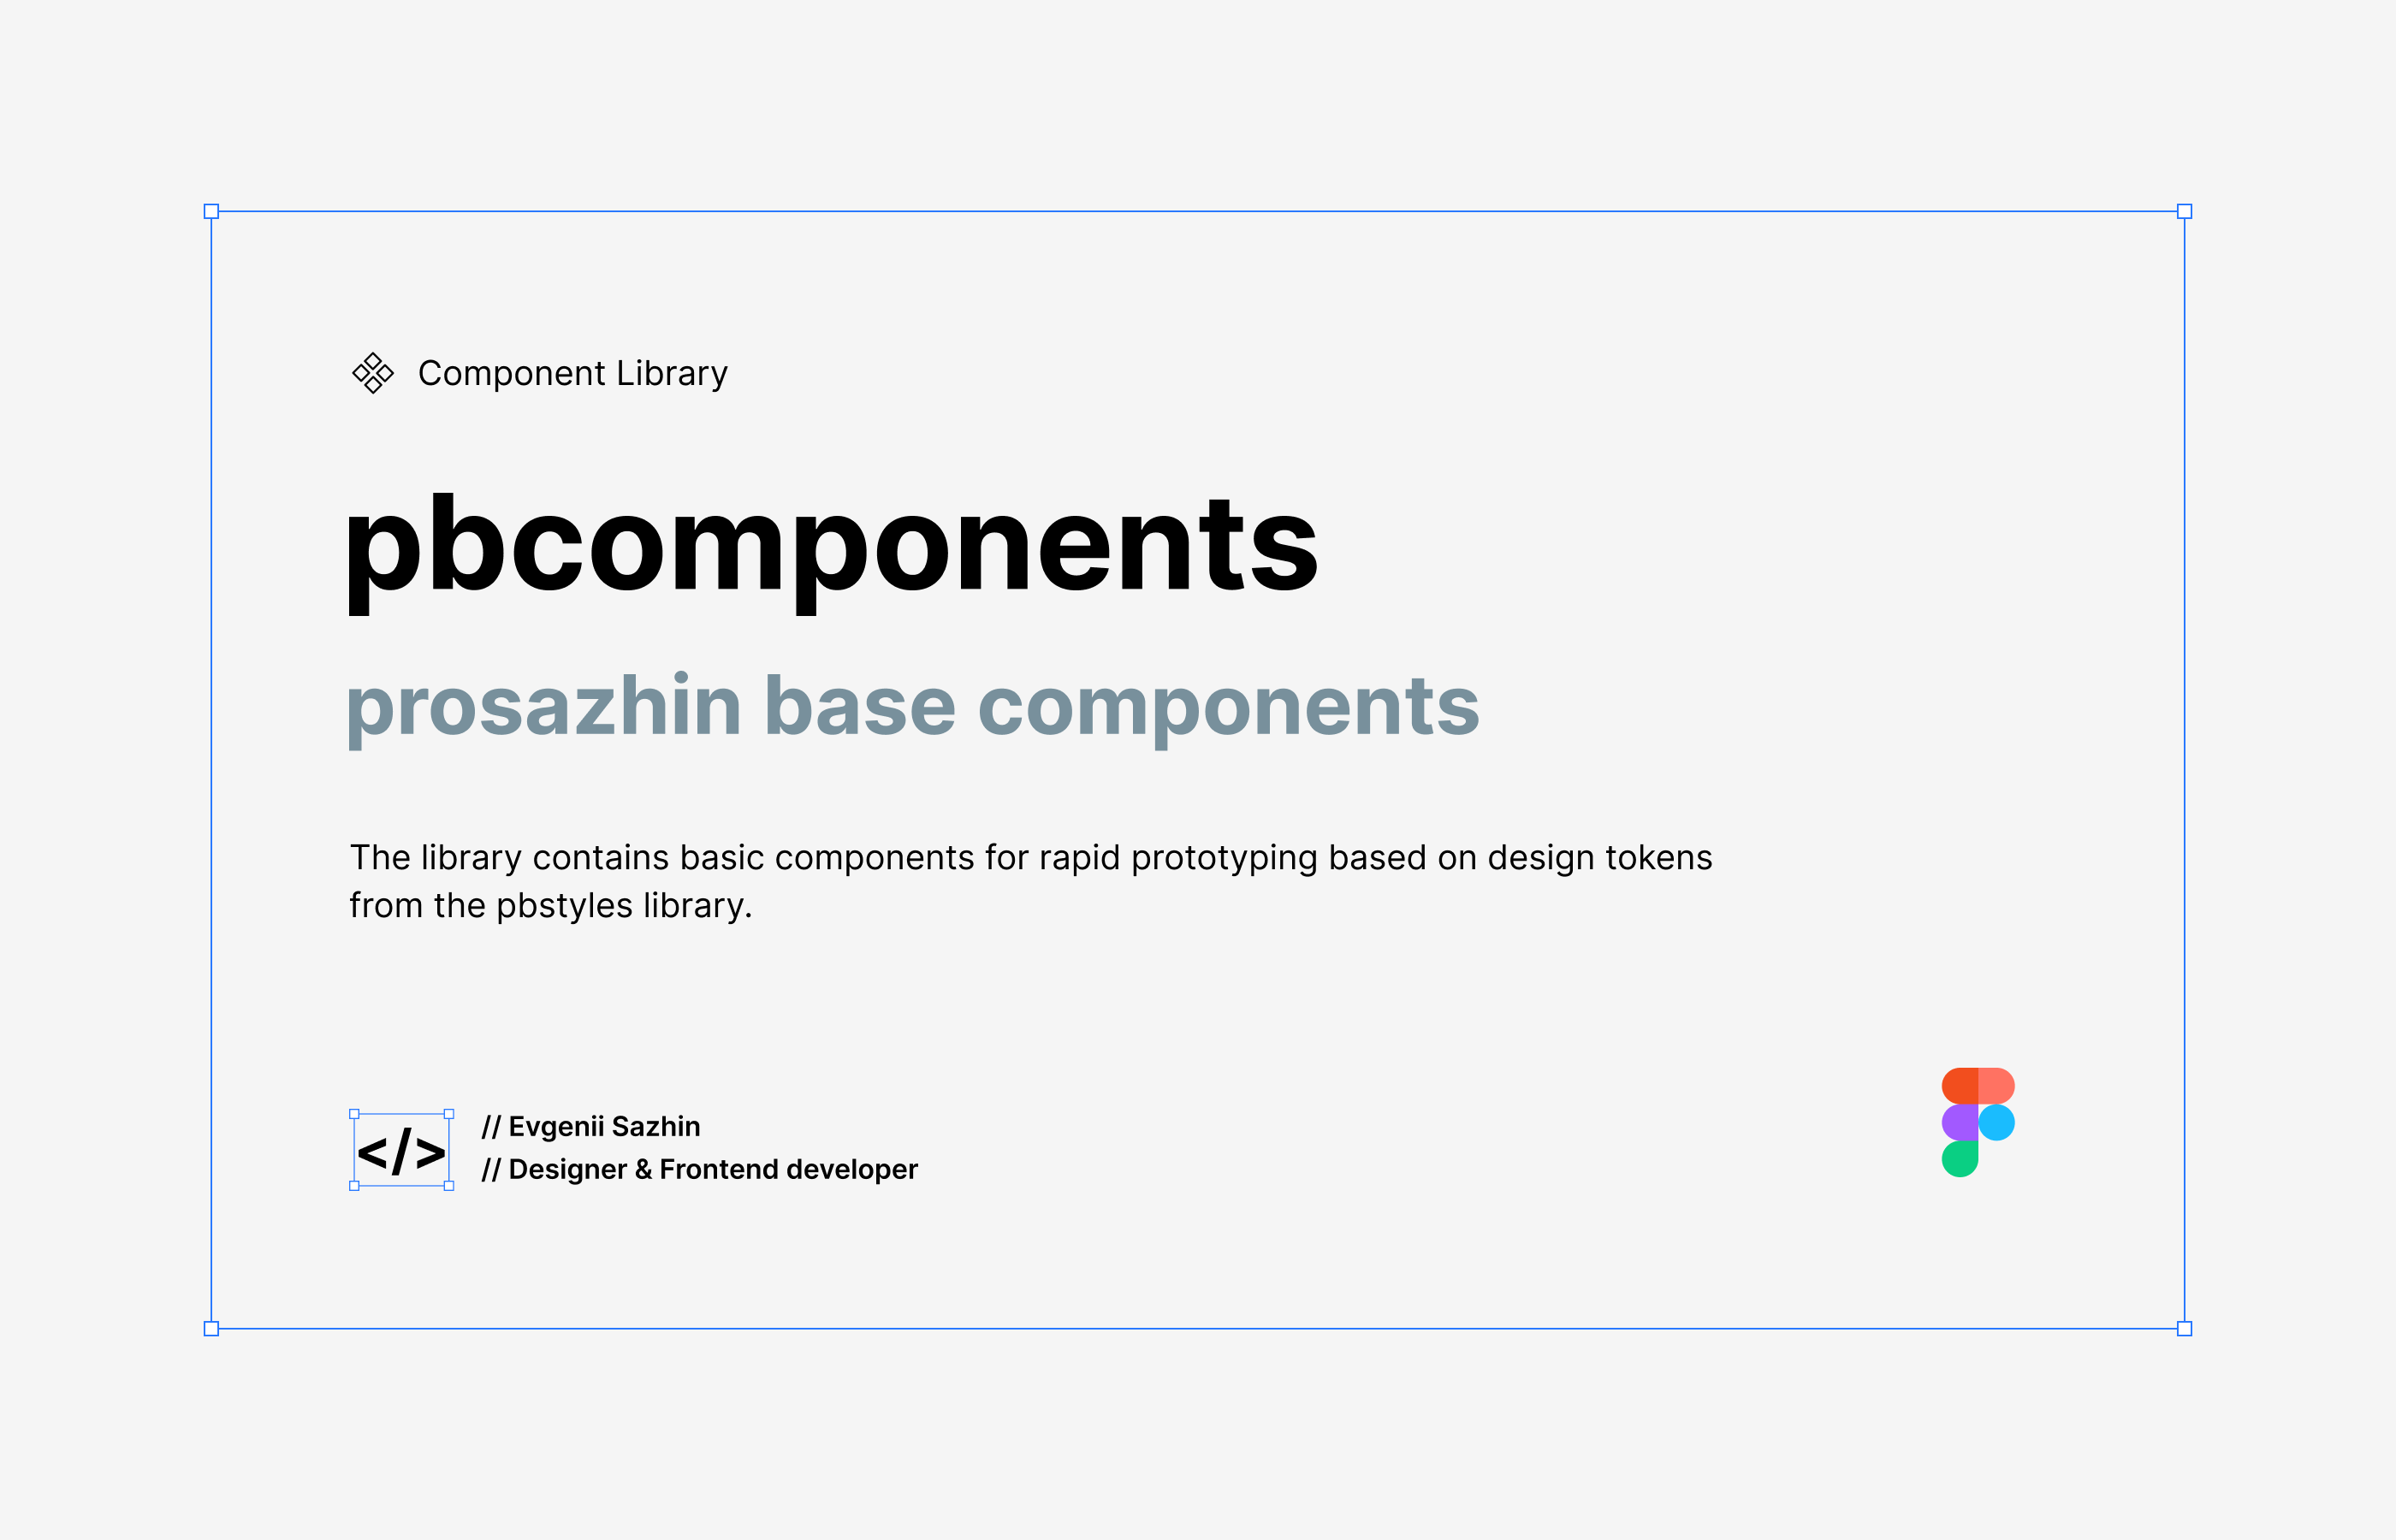 Component Library
pbcomponents
prosazhin base components
The library contains basic components for rapid prototyping based on design tokens
from the pbstyles library.
</>
// Evgenii Sazhin
// Designer & Frontend developer